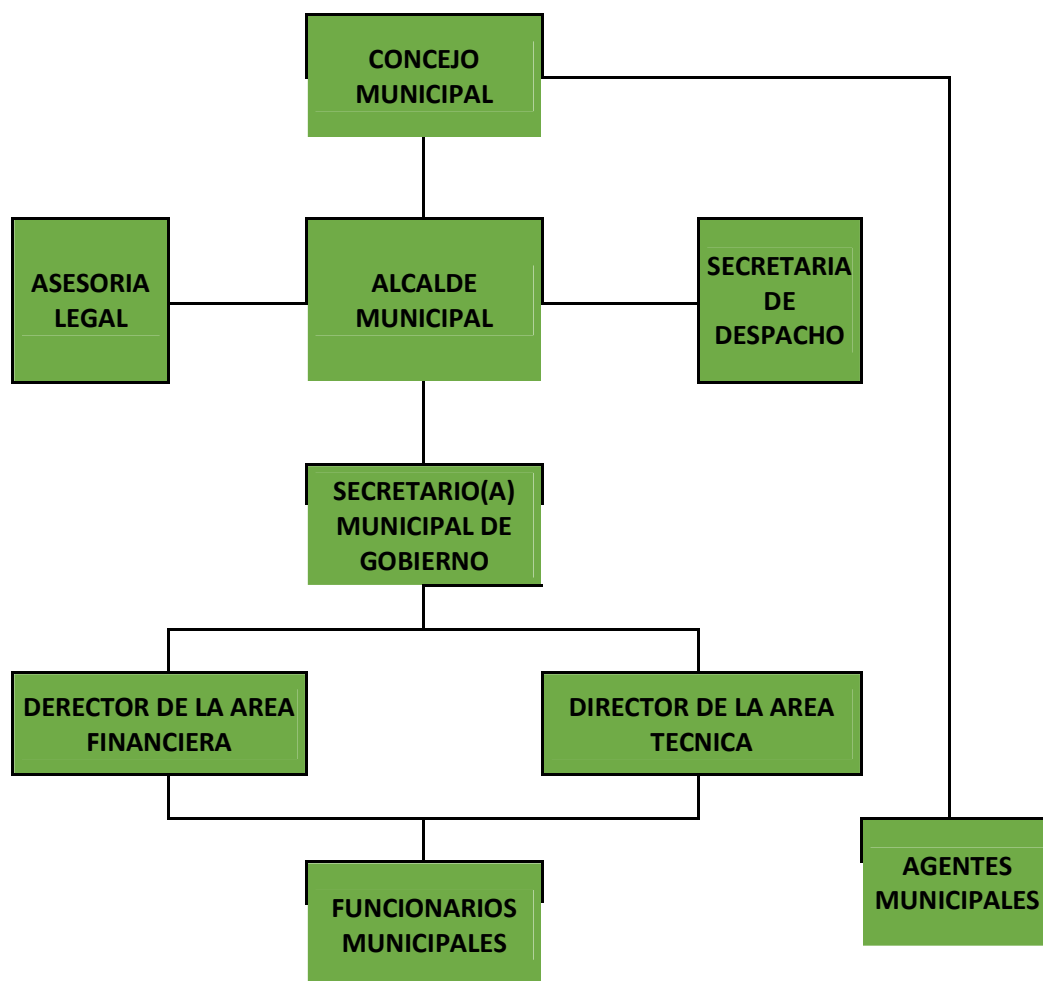 CONCEJO
MUNICIPAL
ASESORIA
LEGAL
ALCALDE
MUNICIPAL
SECRETARIA
DE
DESPACHO
SECRETARIO(A)
MUNICIPAL DE
GOBIERNO
DERECTOR DE LA AREA
FINANCIERA
DIRECTOR DE LA AREA
TECNICA
FUNCIONARIOS
MUNICIPALES
AGENTES
MUNICIPALES